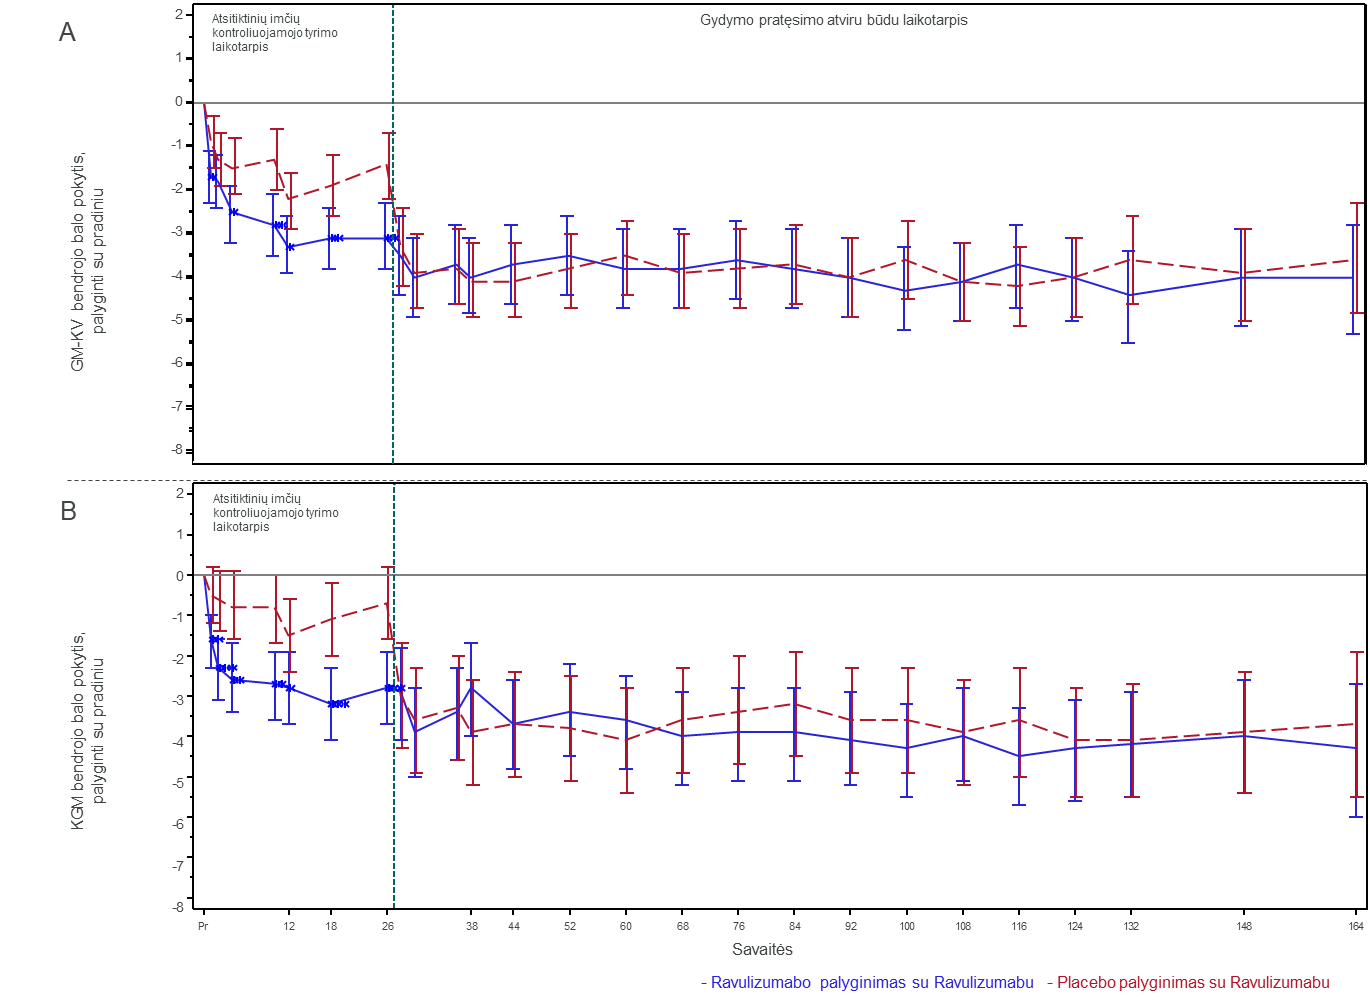 A
Atsitiktinių imčių
kontroliuojamojo tyrimo
laikotarpis
Gydymo pratęsimo atviru būdu laikotarpis
GM-KV bendrojo balo pokytis,
palyginti su pradiniu
2
1
0
-1
-2
-3
-4
-5
-6
-7
-8
B
Atsitiktinių imčių
kontroliuojamojo tyrimo
laikotarpis
KGM bendrojo balo pokytis,
palyginti su pradiniu
2
1
0
-1
-2
-3
-4
-5
-6
-7
-8
Pr 12 18 26 38 44 52 60 68 76 84 92 100 108 116 124 132 148 164
Savaitės
- Ravulizumabo palyginimas su Ravulizumabu - Placebo palyginimas su Ravulizumabu